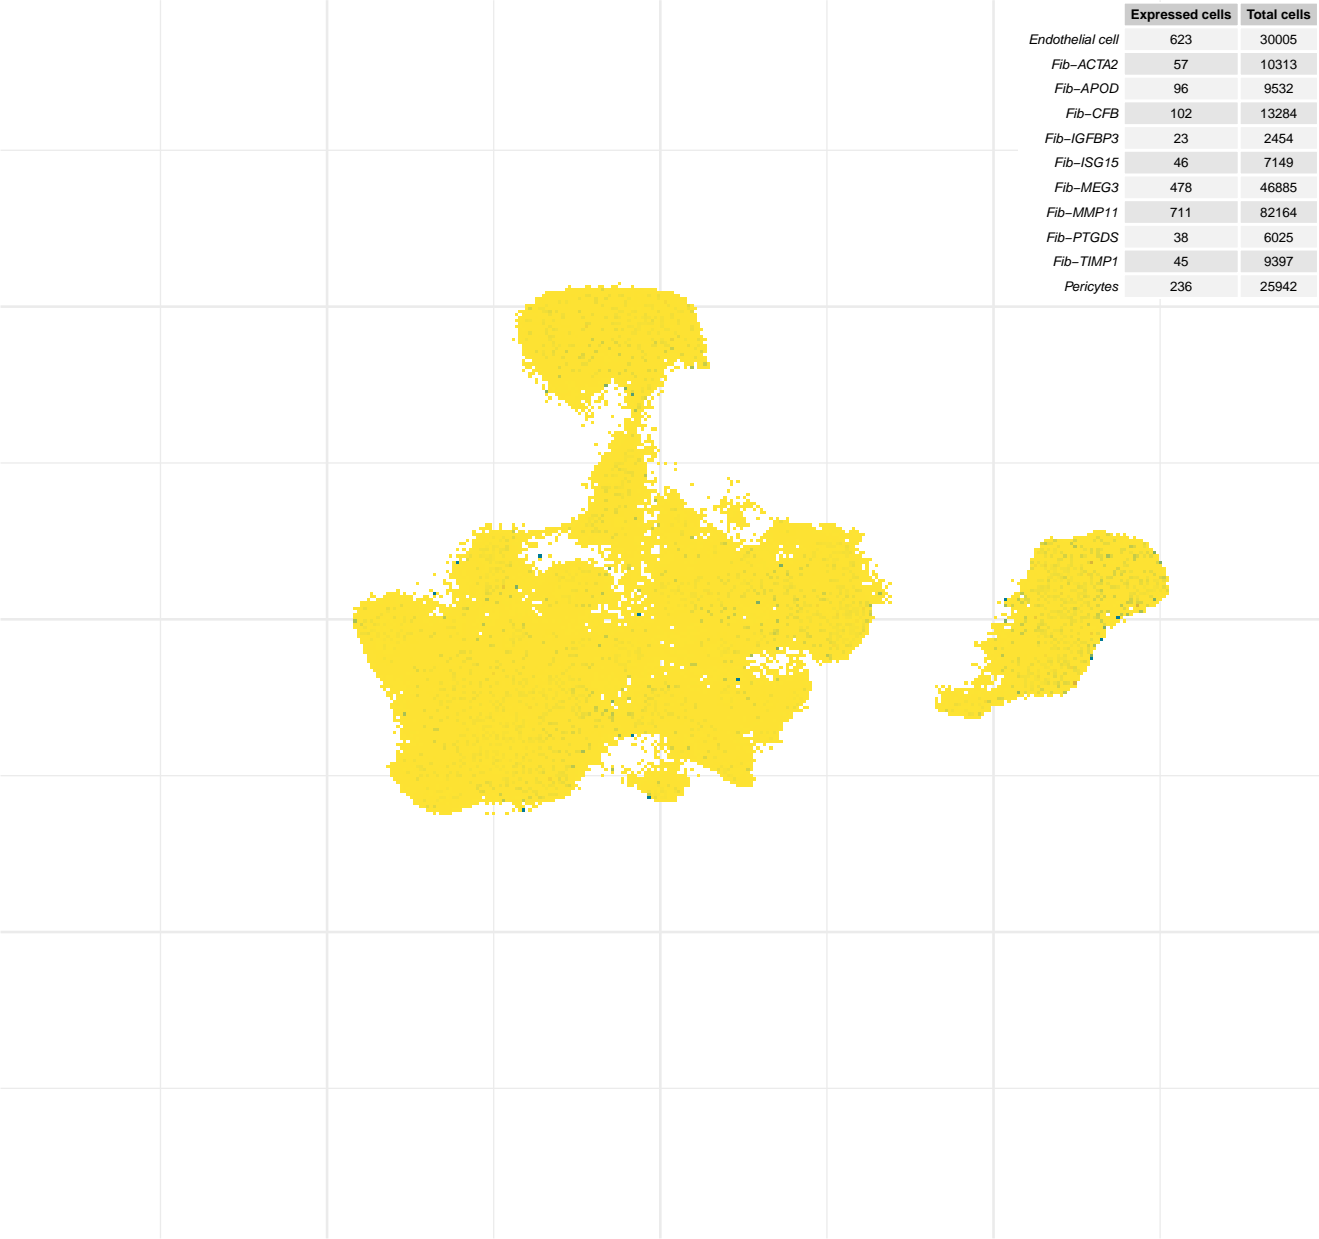 Expressed cells Total cells
Endothelial cell 623 30005
Fib−ACTA2 57 10313
Fib−APOD 96 9532
Fib−CFB 102 13284
Fib−IGFBP3 23 2454
Fib−ISG15 46 7149
Fib−MEG3 478 46885
Fib−MMP11 711 82164
Fib−PTGDS 38 6025
Fib−TIMP1 45 9397
Pericytes 236 25942